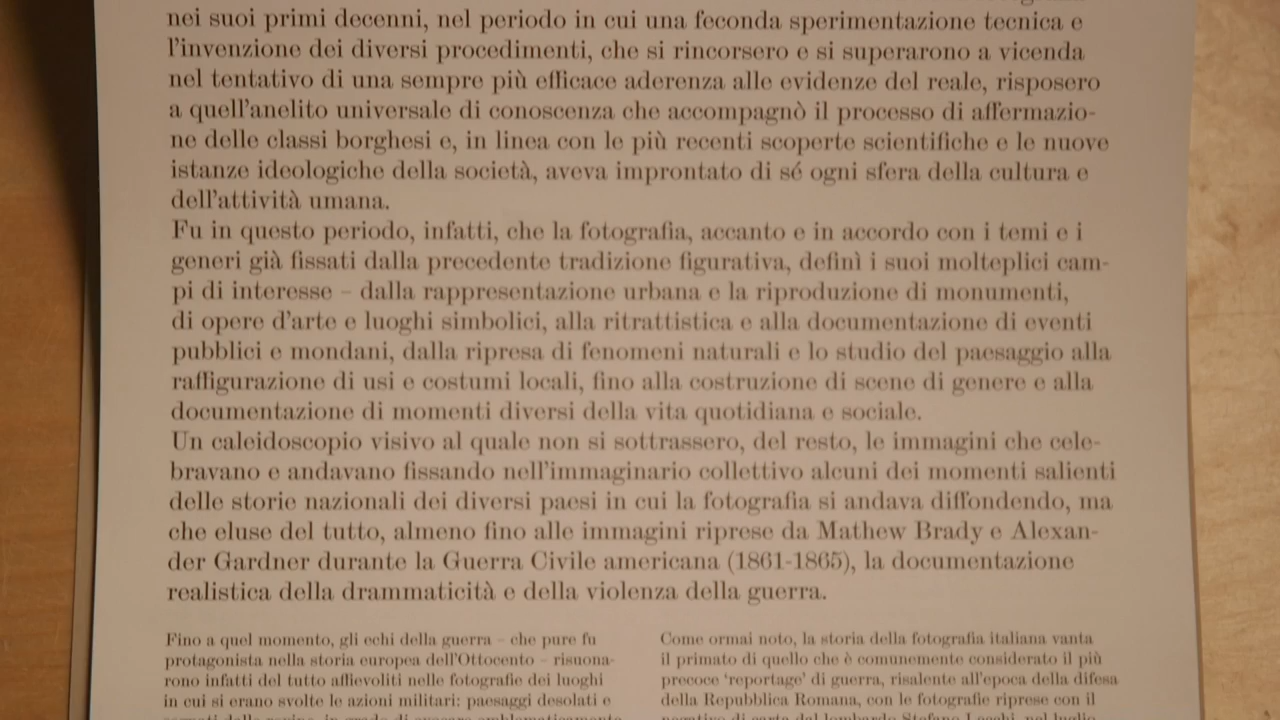 nei suoi primi decenni, nel periodo in cui una feconda sperimentazione tecnica e
l'invenzione dei diversi procedimenti, che si rincorsero e si superarono a vicenda
nel tentativo di una sempre più efficace aderenza alle evidenze del reale, risposero
a quell'anelito universale di conoscenza che accompagnò il processo di affermazio-
ne delle classi borghesi e, in linea con le più recenti scoperte scientifiche e le nuove
istanze ideologiche della società, aveva improntato di sé ogni sfera della cultura e
dell'attività umana.
Fu in questo periodo, infatti, che la fotografia, accanto e in accordo con i temi e i
generi già fissati dalla precedente tradizione figurativa, definì i suoi molteplici cam-
pi di interesse – dalla rappresentazione urbana e la riproduzione di monumenti,
di opere d'arte e luoghi simbolici, alla ritrattistica e alla documentazione di eventi
pubblici e mondani, dalla ripresa di fenomeni naturali e lo studio del paesaggio alla
raffigurazione di usi e costumi locali, fino alla costruzione di scene di genere e alla
documentazione di momenti diversi della vita quotidiana e sociale.
Un caleidoscopio visivo al quale non si sottrassero, del resto, le immagini che cele-
bravano e andavano fissando nell'immaginario collettivo alcuni dei momenti salienti
delle storie nazionali dei diversi paesi in cui la fotografia si andava diffondendo, ma
che eluse del tutto, almeno fino alle immagini riprese da Mathew Brady e Alexan-
der Gardner durante la Guerra Civile americana (1861-1865), la documentazione
realistica della drammaticità e della violenza della guerra.
Fino a quel momento, gli echi della guerra – che pure fu
protagonista nella storia europea dell'Ottocento – risuona-
rono infatti del tutto affievoliti nelle fotografie dei luoghi
in cui si erano svolte le azioni militari: paesaggi desolati e
Come ormai noto, la storia della fotografia italiana vanta
il primato di quello che è comunemente considerato il più
precoce 'reportage' di guerra, risalente all'epoca della difesa
della Repubblica Romana, con le fotografie riprese con il